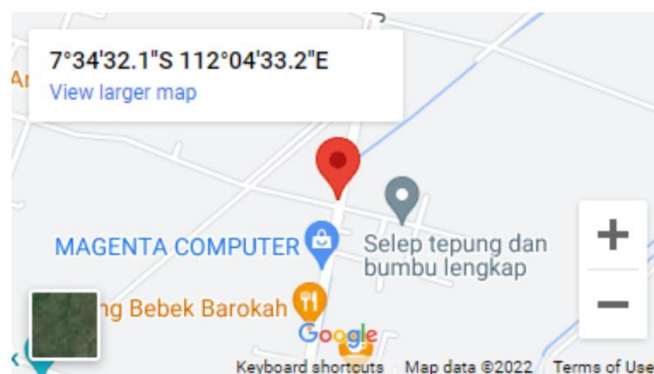 7°34'32.1"S 112°04'33.2"E
View larger map
MAGENTA COMPUTER
Selep tepung dan
bumbu lengkap
ng Bebek Barokah
Google
Keyboard shortcuts Map data ©2022 Terms of Use